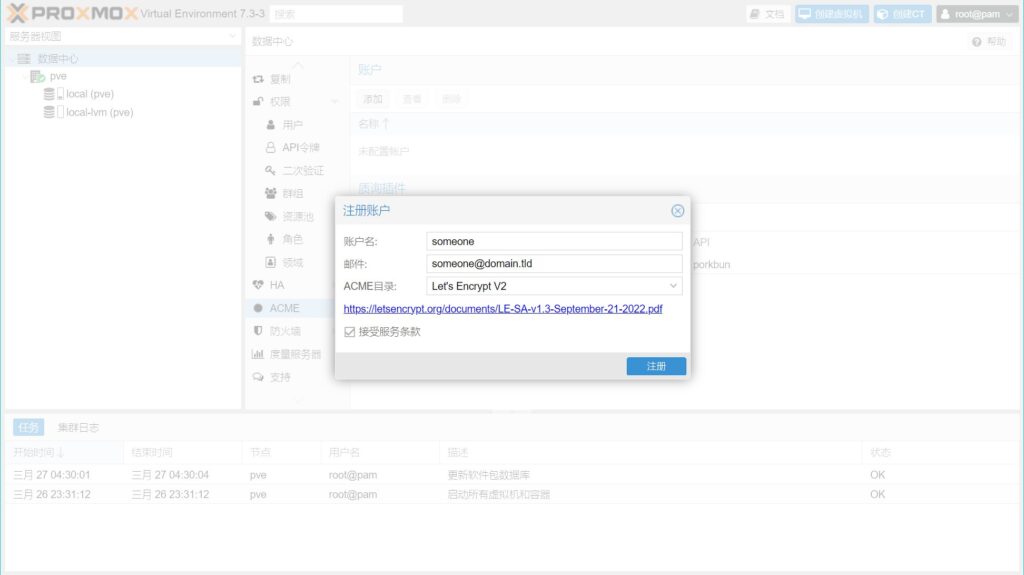 PROXMOX Virtual Environment 7.3-3 搜索 文档 创建虚拟机 创建CT root@pam
服务器视图
数据中心
pve
local (pve)
local-lvm (pve)
数据中心 帮助
复制
权限
用户
API令牌
二次验证
群组
资源池
角色
领域
HA
ACME
防火墙
度量服务器
支持
账户
添加 查看 删除
名称 ↑
未配置帐户
质询插件
API
porkbun
注册账户
账户名: someone
邮件: someone@domain.tld
ACME目录: Let's Encrypt V2
https://letsencrypt.org/documents/LE-SA-v1.3-September-21-2022.pdf
接受服务条款
注册
任务 集群日志
开始时间 ↓ 结束时间 节点 用户名 描述 状态
三月 27 04:30:01 三月 27 04:30:04 pve root@pam 更新软件包数据库 OK
三月 26 23:31:12 三月 26 23:31:12 pve root@pam 启动所有虚拟机和容器 OK